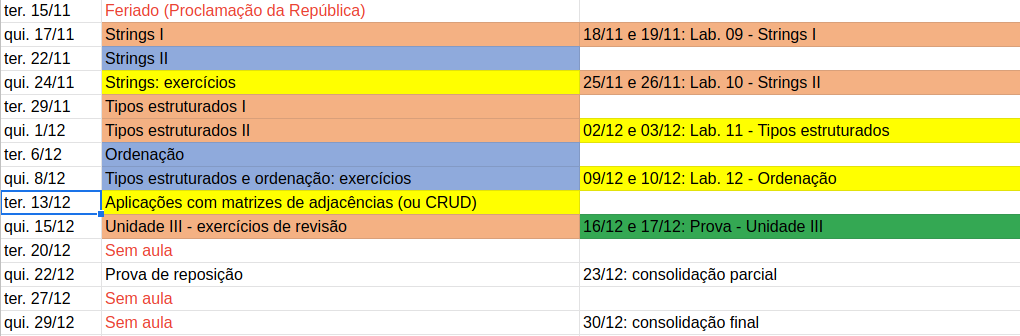 ter. 15/11 Feriado (Proclamação da República)
qui. 17/11 Strings I 18/11 e 19/11: Lab. 09 - Strings I
ter. 22/11 Strings II
qui. 24/11 Strings: exercícios 25/11 e 26/11: Lab. 10 - Strings II
ter. 29/11 Tipos estruturados I
qui. 1/12 Tipos estruturados II 02/12 e 03/12: Lab. 11 - Tipos estruturados
ter. 6/12 Ordenação
qui. 8/12 Tipos estruturados e ordenação: exercícios 09/12 e 10/12: Lab. 12 - Ordenação
ter. 13/12 Aplicações com matrizes de adjacências (ou CRUD)
qui. 15/12 Unidade III - exercícios de revisão 16/12 e 17/12: Prova - Unidade III
ter. 20/12 Sem aula
qui. 22/12 Prova de reposição 23/12: consolidação parcial
ter. 27/12 Sem aula
qui. 29/12 Sem aula 30/12: consolidação final